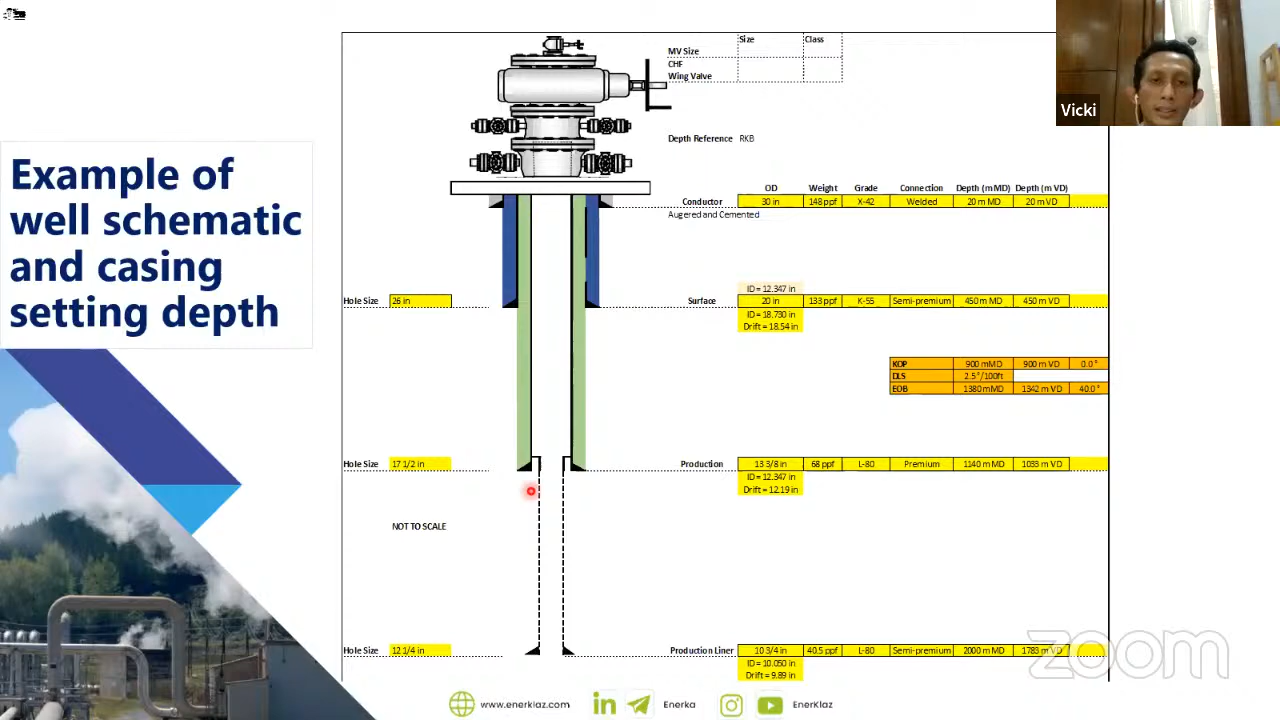 Example of
well schematic
and casing
setting depth
Vicki
Size Class
MV Size
CHF
Wing Valve
Depth Reference RKB
OD Weight Grade Connection Depth (m MD) Depth (m VD)
Conductor 30 in 148 ppf X-42 Welded 20 m MD 20 m VD
Augered and Cemented
ID = 12.347 in
Hole Size 26 in Surface 20 in 133 ppf K-55 Semi-premium 450 m MD 450 m VD
ID = 18.730 in
Drift = 18.54 in
KOP 900 mMD 900 m VD 0.0°
DLS 2.5°/100ft
EOB 1380 mMD 1342 m VD 40.0°
Hole Size 17 1/2 in Production 13 3/8 in 68 ppf L-80 Premium 1140 m MD 1033 m VD
ID = 12.347 in
Drift = 12.19 in
NOT TO SCALE
Hole Size 12 1/4 in Production Liner 10 3/4 in 40.5 ppf L-80 Semi-premium 2000 m MD 1783 m VD
ID = 10.050 in
Drift = 9.89 in
zoom
www.enerklaz.com Enerka EnerKlaz